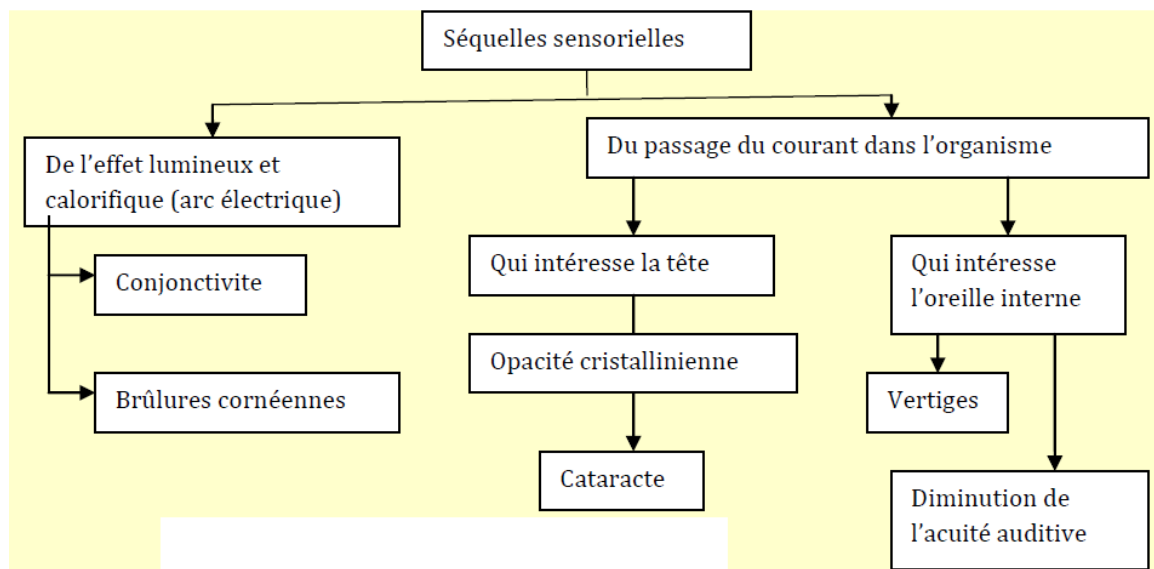 Séquelles sensorielles
De l’effet lumineux et
calorifique (arc électrique)
Conjonctivite
Brûlures cornéennes
Du passage du courant dans l’organisme
Qui intéresse la tête
Opacité cristallinienne
Cataracte
Qui intéresse
l’oreille interne
Vertiges
Diminution de
l’acuité auditive